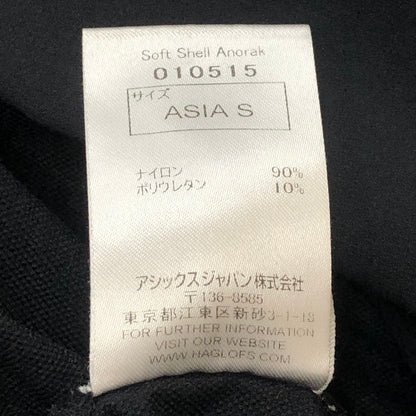 Soft Shell Anorak
010515
サイズ
ASIA S
ナイロン 90%
ポリウレタン 10%
アシックスジャパン株式会社
〒136-8585
東京都江東区新砂3-1-18
FOR FURTHER INFORMATION
VISIT OUR WEBSITE
WWW.HAGLOFS.COM